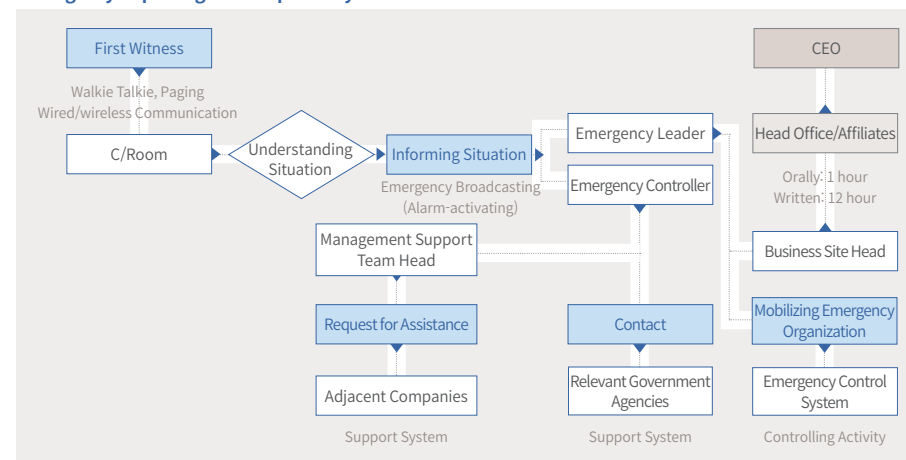 First Witness
Walkie Talkie, Paging
Wired/wireless Communication
C/Room
Understanding
Situation
Informing Situation
Emergency Broadcasting
(Alarm-activating)
Emergency Leader
Emergency Controller
CEO
Head Office/Affiliates
Orally: 1 hour
Written: 12 hour
Business Site Head
Management Support
Team Head
Request for Assistance
Adjacent Companies
Support System
Contact
Relevant Government
Agencies
Support System
Mobilizing Emergency
Organization
Emergency Control
System
Controlling Activity